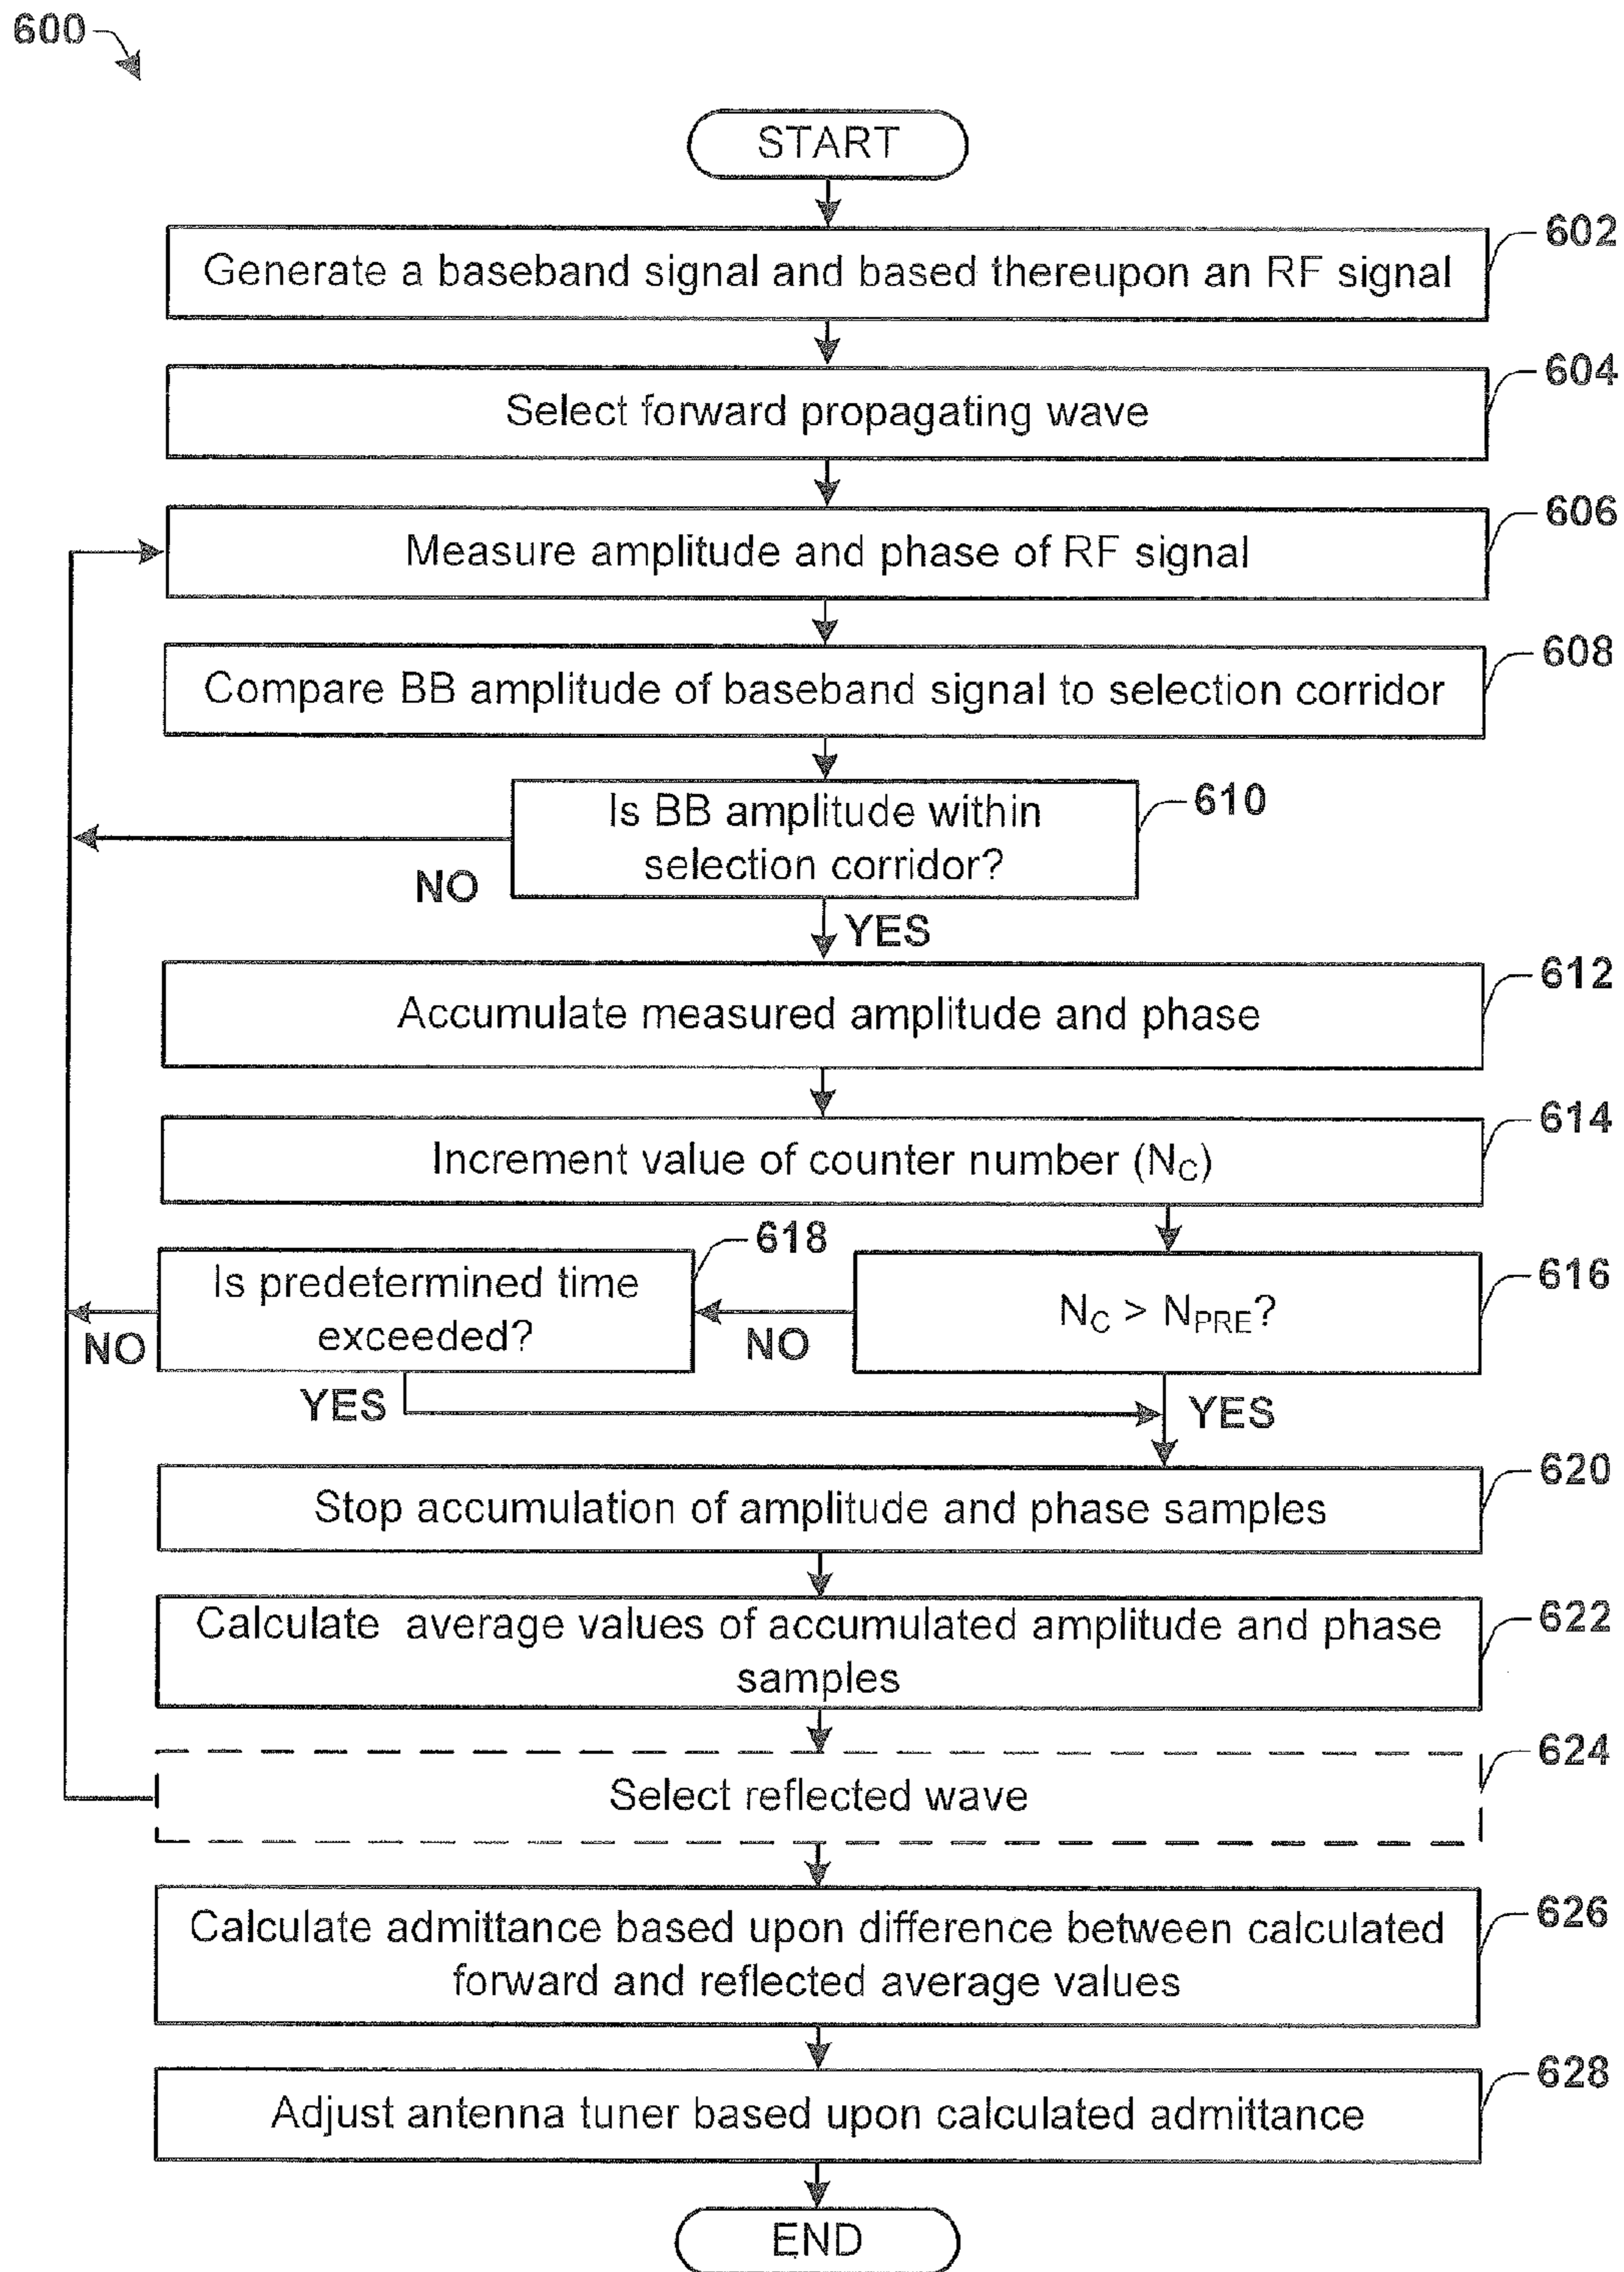 600
START
602
Generate a baseband signal and based thereupon an RF signal
604
Select forward propagating wave
606
Measure amplitude and phase of RF signal
608
Compare BB amplitude of baseband signal to selection corridor
610
Is BB amplitude within
selection corridor?
NO
YES
612
Accumulate measured amplitude and phase
614
Increment value of counter number (NC)
618
Is predetermined time
exceeded?
616
NC > NPRE?
NO
NO
YES
YES
620
Stop accumulation of amplitude and phase samples
622
Calculate average values of accumulated amplitude and phase
samples
624
Select reflected wave
626
Calculate admittance based upon difference between calculated
forward and reflected average values
628
Adjust antenna tuner based upon calculated admittance
END